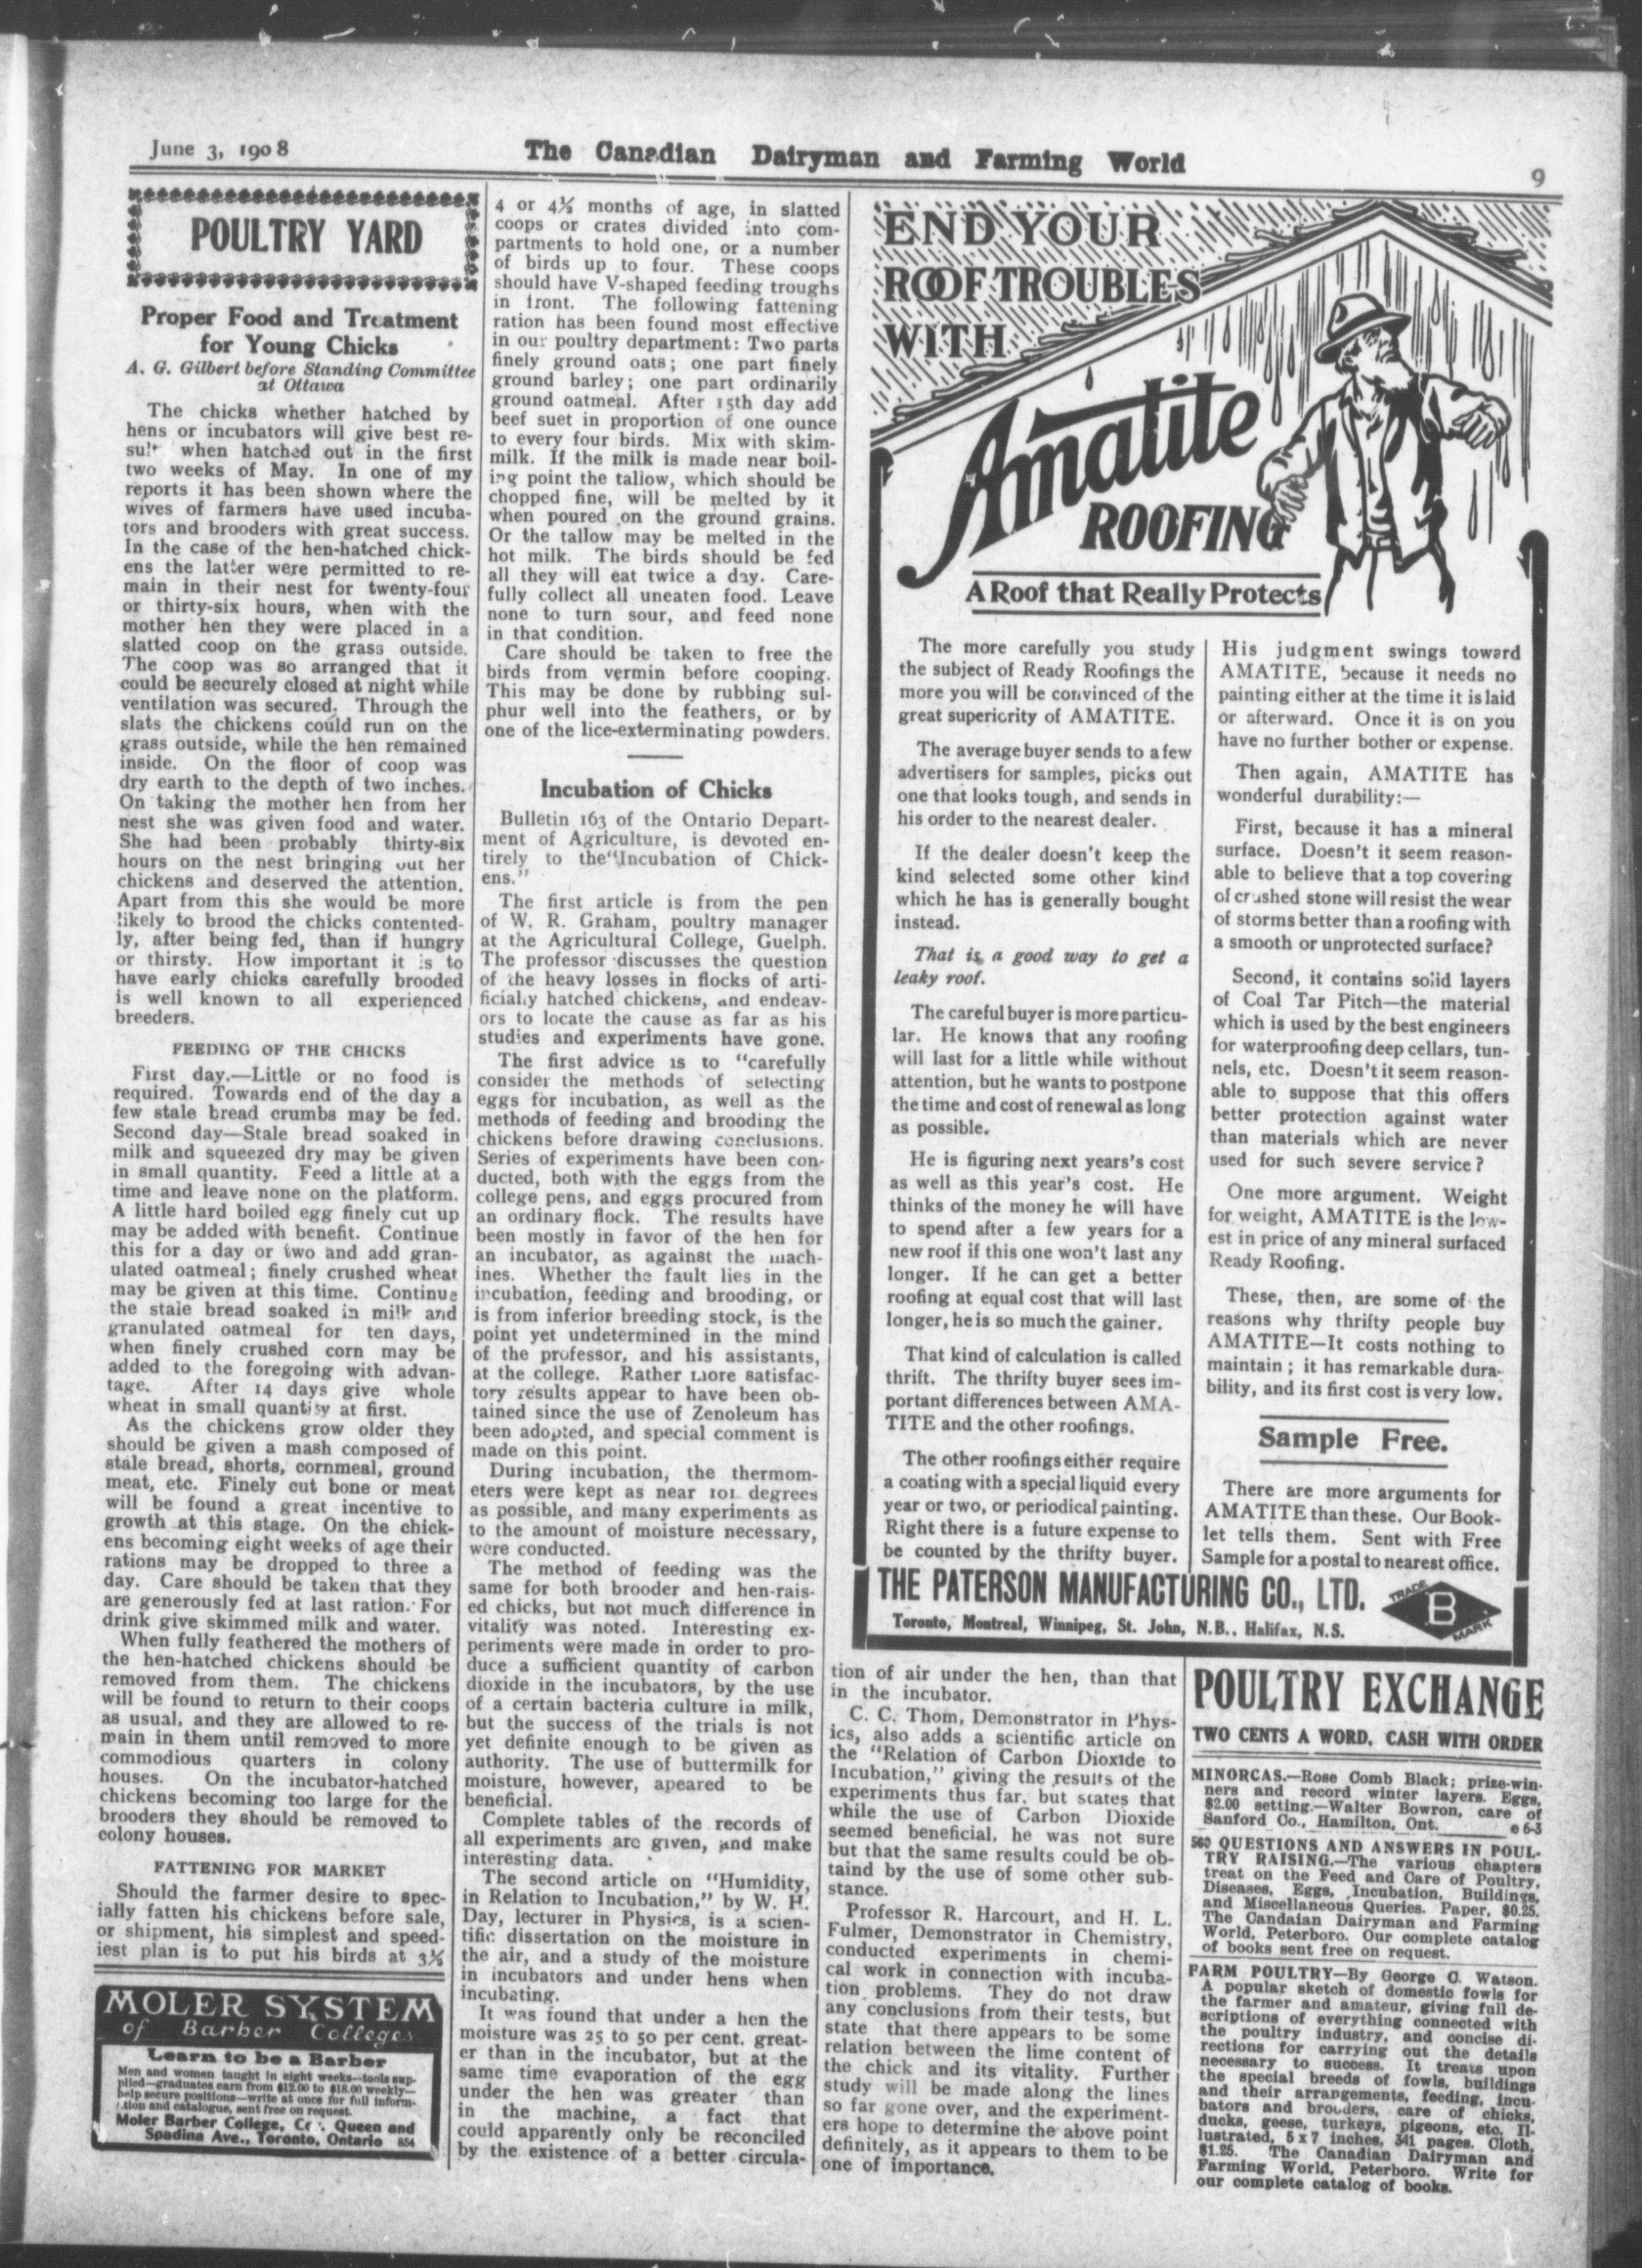 June 3, 1908
The Canadian Dairyman and Farming World
9
POULTRY YARD
Proper Food and Treatment
for Young Chicks
A. G. Gilbert before Standing Committee
at Ottawa
The chicks whether hatched by
hens or incubators will give best re-
sult when hatched out in the first
two weeks of May. In one of my
reports it has been shown where the
wives of farmers have used incuba-
tors and brooders with great success.
In the case of the hen-hatched chick-
ens the latter were permitted to re-
main in their nest for twenty-four
or thirty-six hours, when with the
mother hen they were placed in a
slatted coop on the grass outside.
The coop was so arranged that it
could be securely closed at night while
ventilation was secured. Through the
slats the chickens could run on the
grass outside, while the hen remained
inside. On the floor of coop was
dry earth to the depth of two inches.
On taking the mother hen from her
nest she was given food and water.
She had been probably thirty-six
hours on the nest bringing out her
chickens and deserved the attention.
Apart from this she would be more
likely to brood the chicks contented-
ly, after being fed, than if hungry
or thirsty. How important it is to
have early chicks carefully brooded
is well known to all experienced
breeders.
FEEDING OF THE CHICKS
First day.—Little or no food is
required. Towards end of the day a
few stale bread crumbs may be fed.
Second day—Stale bread soaked in
milk and squeezed dry may be given
in small quantity. Feed a little at a
time and leave none on the platform.
A little hard boiled egg finely cut up
may be added with benefit. Continue
this for a day or two and add gran-
ulated oatmeal; finely crushed wheat
may be given at this time. Continue
the stale bread soaked in milk and
granulated oatmeal for ten days,
when finely crushed corn may be
added to the foregoing with advan-
tage. After 14 days give whole
wheat in small quantity at first.
As the chickens grow older they
should be given a mash composed of
stale bread, shorts, cornmeal, ground
meat, etc. Finely cut bone or meat
will be found a great incentive to
growth at this stage. On the chick-
ens becoming eight weeks of age their
rations may be dropped to three a
day. Care should be taken that they
are generously fed at last ration. For
drink give skimmed milk and water.
When fully feathered the mothers of
the hen-hatched chickens should be
removed from them. The chickens
will be found to return to their coops
as usual, and they are allowed to re-
main in them until removed to more
commodious quarters in colony
houses. On the incubator-hatched
chickens becoming too large for the
brooders they should be removed to
colony houses.
FATTENING FOR MARKET
Should the farmer desire to spec-
ially fatten his chickens before sale,
or shipment, his simplest and speed-
iest plan is to put his birds at 3½
MOLER SYSTEM
of Barber Colleges
Learn to be a Barber
Men and women taught in eight weeks—tools sup-
plied—graduates earn from $12.00 to $18.00 weekly—
help secure positions—write at once for full inform-
tion and catalogue, sent free on request.
Moler Barber College, Cor. Queen and
Spadina Ave., Toronto, Ontario 854
4 or 4½ months of age, in slatted
coops or crates divided into com-
partments to hold one, or a number
of birds up to four. These coops
should have V-shaped feeding troughs
in front. The following fattening
ration has been found most effective
in our poultry department: Two parts
finely ground oats; one part finely
ground barley; one part ordinarily
ground oatmeal. After 15th day add
beef suet in proportion of one ounce
to every four birds. Mix with skim-
milk. If the milk is made near boil-
ing point the tallow, which should be
chopped fine, will be melted by it
when poured on the ground grains.
Or the tallow may be melted in the
hot milk. The birds should be fed
all they will eat twice a day. Care-
fully collect all uneaten food. Leave
none to turn sour, and feed none
in that condition.
Care should be taken to free the
birds from vermin before cooping.
This may be done by rubbing sul-
phur well into the feathers, or by
one of the lice-exterminating powders.
Incubation of Chicks
Bulletin 163 of the Ontario Depart-
ment of Agriculture, is devoted en-
tirely to the "Incubation of Chick-
ens."
The first article is from the pen
of W. R. Graham, poultry manager
at the Agricultural College, Guelph.
The professor discusses the question
of the heavy losses in flocks of arti-
ficially hatched chickens, and endeav-
ors to locate the cause as far as his
studies and experiments have gone.
The first advice is to "carefully
consider the methods of selecting
eggs for incubation, as well as the
methods of feeding and brooding the
chickens before drawing conclusions.
Series of experiments have been con-
ducted, both with the eggs from the
college pens, and eggs procured from
an ordinary flock. The results have
been mostly in favor of the hen for
an incubator, as against the mach-
ines. Whether the fault lies in the
incubation, feeding and brooding, or
is from inferior breeding stock, is the
point yet undetermined in the mind
of the professor, and his assistants,
at the college. Rather more satisfac-
tory results appear to have been ob-
tained since the use of Zenoleum has
been adopted, and special comment is
made on this point.
During incubation, the thermom-
eters were kept as near 101 degrees
as possible, and many experiments as
to the amount of moisture necessary,
were conducted.
The method of feeding was the
same for both brooder and hen-rais-
ed chicks, but not much difference in
vitality was noted. Interesting ex-
periments were made in order to pro-
duce a sufficient quantity of carbon
dioxide in the incubators, by the use
of a certain bacteria culture in milk,
but the success of the trials is not
yet definite enough to be given as
authority. The use of buttermilk for
moisture, however, apeared to be
beneficial.
Complete tables of the records of
all experiments are given, and make
interesting data.
The second article on "Humidity,
in Relation to Incubation," by W. H.
Day, lecturer in Physics, is a scien-
tific dissertation on the moisture in
the air, and a study of the moisture
in incubators and under hens when
incubating.
It was found that under a hen the
moisture was 25 to 50 per cent. great-
er than in the incubator, but at the
same time evaporation of the egg
under the hen was greater than
in the machine, a fact that
could apparently only be reconciled
by the existence of a better circula-
END YOUR
ROOF TROUBLES
WITH
Amatite
ROOFING
A Roof that Really Protects
The more carefully you study
the subject of Ready Roofings the
more you will be convinced of the
great superiority of AMATITE.
The average buyer sends to a few
advertisers for samples, picks out
one that looks tough, and sends in
his order to the nearest dealer.
If the dealer doesn't keep the
kind selected some other kind
which he has is generally bought
instead.
That is a good way to get a
leaky roof.
The careful buyer is more particu-
lar. He knows that any roofing
will last for a little while without
attention, but he wants to postpone
the time and cost of renewal as long
as possible.
He is figuring next years's cost
as well as this year's cost. He
thinks of the money he will have
to spend after a few years for a
new roof if this one won't last any
longer. If he can get a better
roofing at equal cost that will last
longer, he is so much the gainer.
That kind of calculation is called
thrift. The thrifty buyer sees im-
portant differences between AMA-
TITE and the other roofings.
The other roofings either require
a coating with a special liquid every
year or two, or periodical painting.
Right there is a future expense to
be counted by the thrifty buyer.
His judgment swings toward
AMATITE, because it needs no
painting either at the time it is laid
or afterward. Once it is on you
have no further bother or expense.
Then again, AMATITE has
wonderful durability:—
First, because it has a mineral
surface. Doesn't it seem reason-
able to believe that a top covering
of crushed stone will resist the wear
of storms better than a roofing with
a smooth or unprotected surface?
Second, it contains solid layers
of Coal Tar Pitch—the material
which is used by the best engineers
for waterproofing deep cellars, tun-
nels, etc. Doesn't it seem reason-
able to suppose that this offers
better protection against water
than materials which are never
used for such severe service?
One more argument. Weight
for weight, AMATITE is the low-
est in price of any mineral surfaced
Ready Roofing.
These, then, are some of the
reasons why thrifty people buy
AMATITE—It costs nothing to
maintain; it has remarkable dura-
bility, and its first cost is very low.
Sample Free.
There are more arguments for
AMATITE than these. Our Book-
let tells them. Sent with Free
Sample for a postal to nearest office.
THE PATERSON MANUFACTURING CO., LTD.
Toronto, Montreal, Winnipeg, St. John, N.B., Halifax, N.S.
TRADE
B
MARK
tion of air under the hen, than that
in the incubator.
C. C. Thom, Demonstrator in Phys-
ics, also adds a scientific article on
the "Relation of Carbon Dioxide to
Incubation," giving the results of the
experiments thus far, but states that
while the use of Carbon Dioxide
seemed beneficial, he was not sure
but that the same results could be ob-
taind by the use of some other sub-
stance.
Professor R. Harcourt, and H. L.
Fulmer, Demonstrator in Chemistry,
conducted experiments in chemi-
cal work in connection with incuba-
tion problems. They do not draw
any conclusions from their tests, but
state that there appears to be some
relation between the lime content of
the chick and its vitality. Further
study will be made along the lines
so far gone over, and the experiment-
ers hope to determine the above point
definitely, as it appears to them to be
one of importance.
POULTRY EXCHANGE
TWO CENTS A WORD, CASH WITH ORDER
MINORCAS.—Rose Comb Black; prize-win-
ners and record winter layers. Eggs,
$2.00 setting.—Walter Bowron, care of
Sanford Co., Hamilton, Ont. e 6-3
QUESTIONS AND ANSWERS IN POUL-
TRY RAISING.—The various chapters
treat on the Feed and Care of Poultry,
Diseases, Eggs, Incubation, Buildings,
and Miscellaneous Queries. Paper, $0.25.
The Candaian Dairyman and Farming
World, Peterboro. Our complete catalog
of books sent free on request.
FARM POULTRY—By George C. Watson.
A popular sketch of domestic fowls for
the farmer and amateur, giving full de-
scriptions of everything connected with
the poultry industry, and concise di-
rections for carrying out the details
necessary to success. It treats upon
the special breeds of fowls, buildings
and their arrangements, feeding, incu-
bators and brooders, care of chicks,
ducks, geese, turkeys, pigeons, etc. Il-
lustrated, 5 x 7 inches, 341 pages. Cloth,
$1.25. The Canadian Dairyman and
Farming World, Peterboro. Write for
our complete catalog of books.